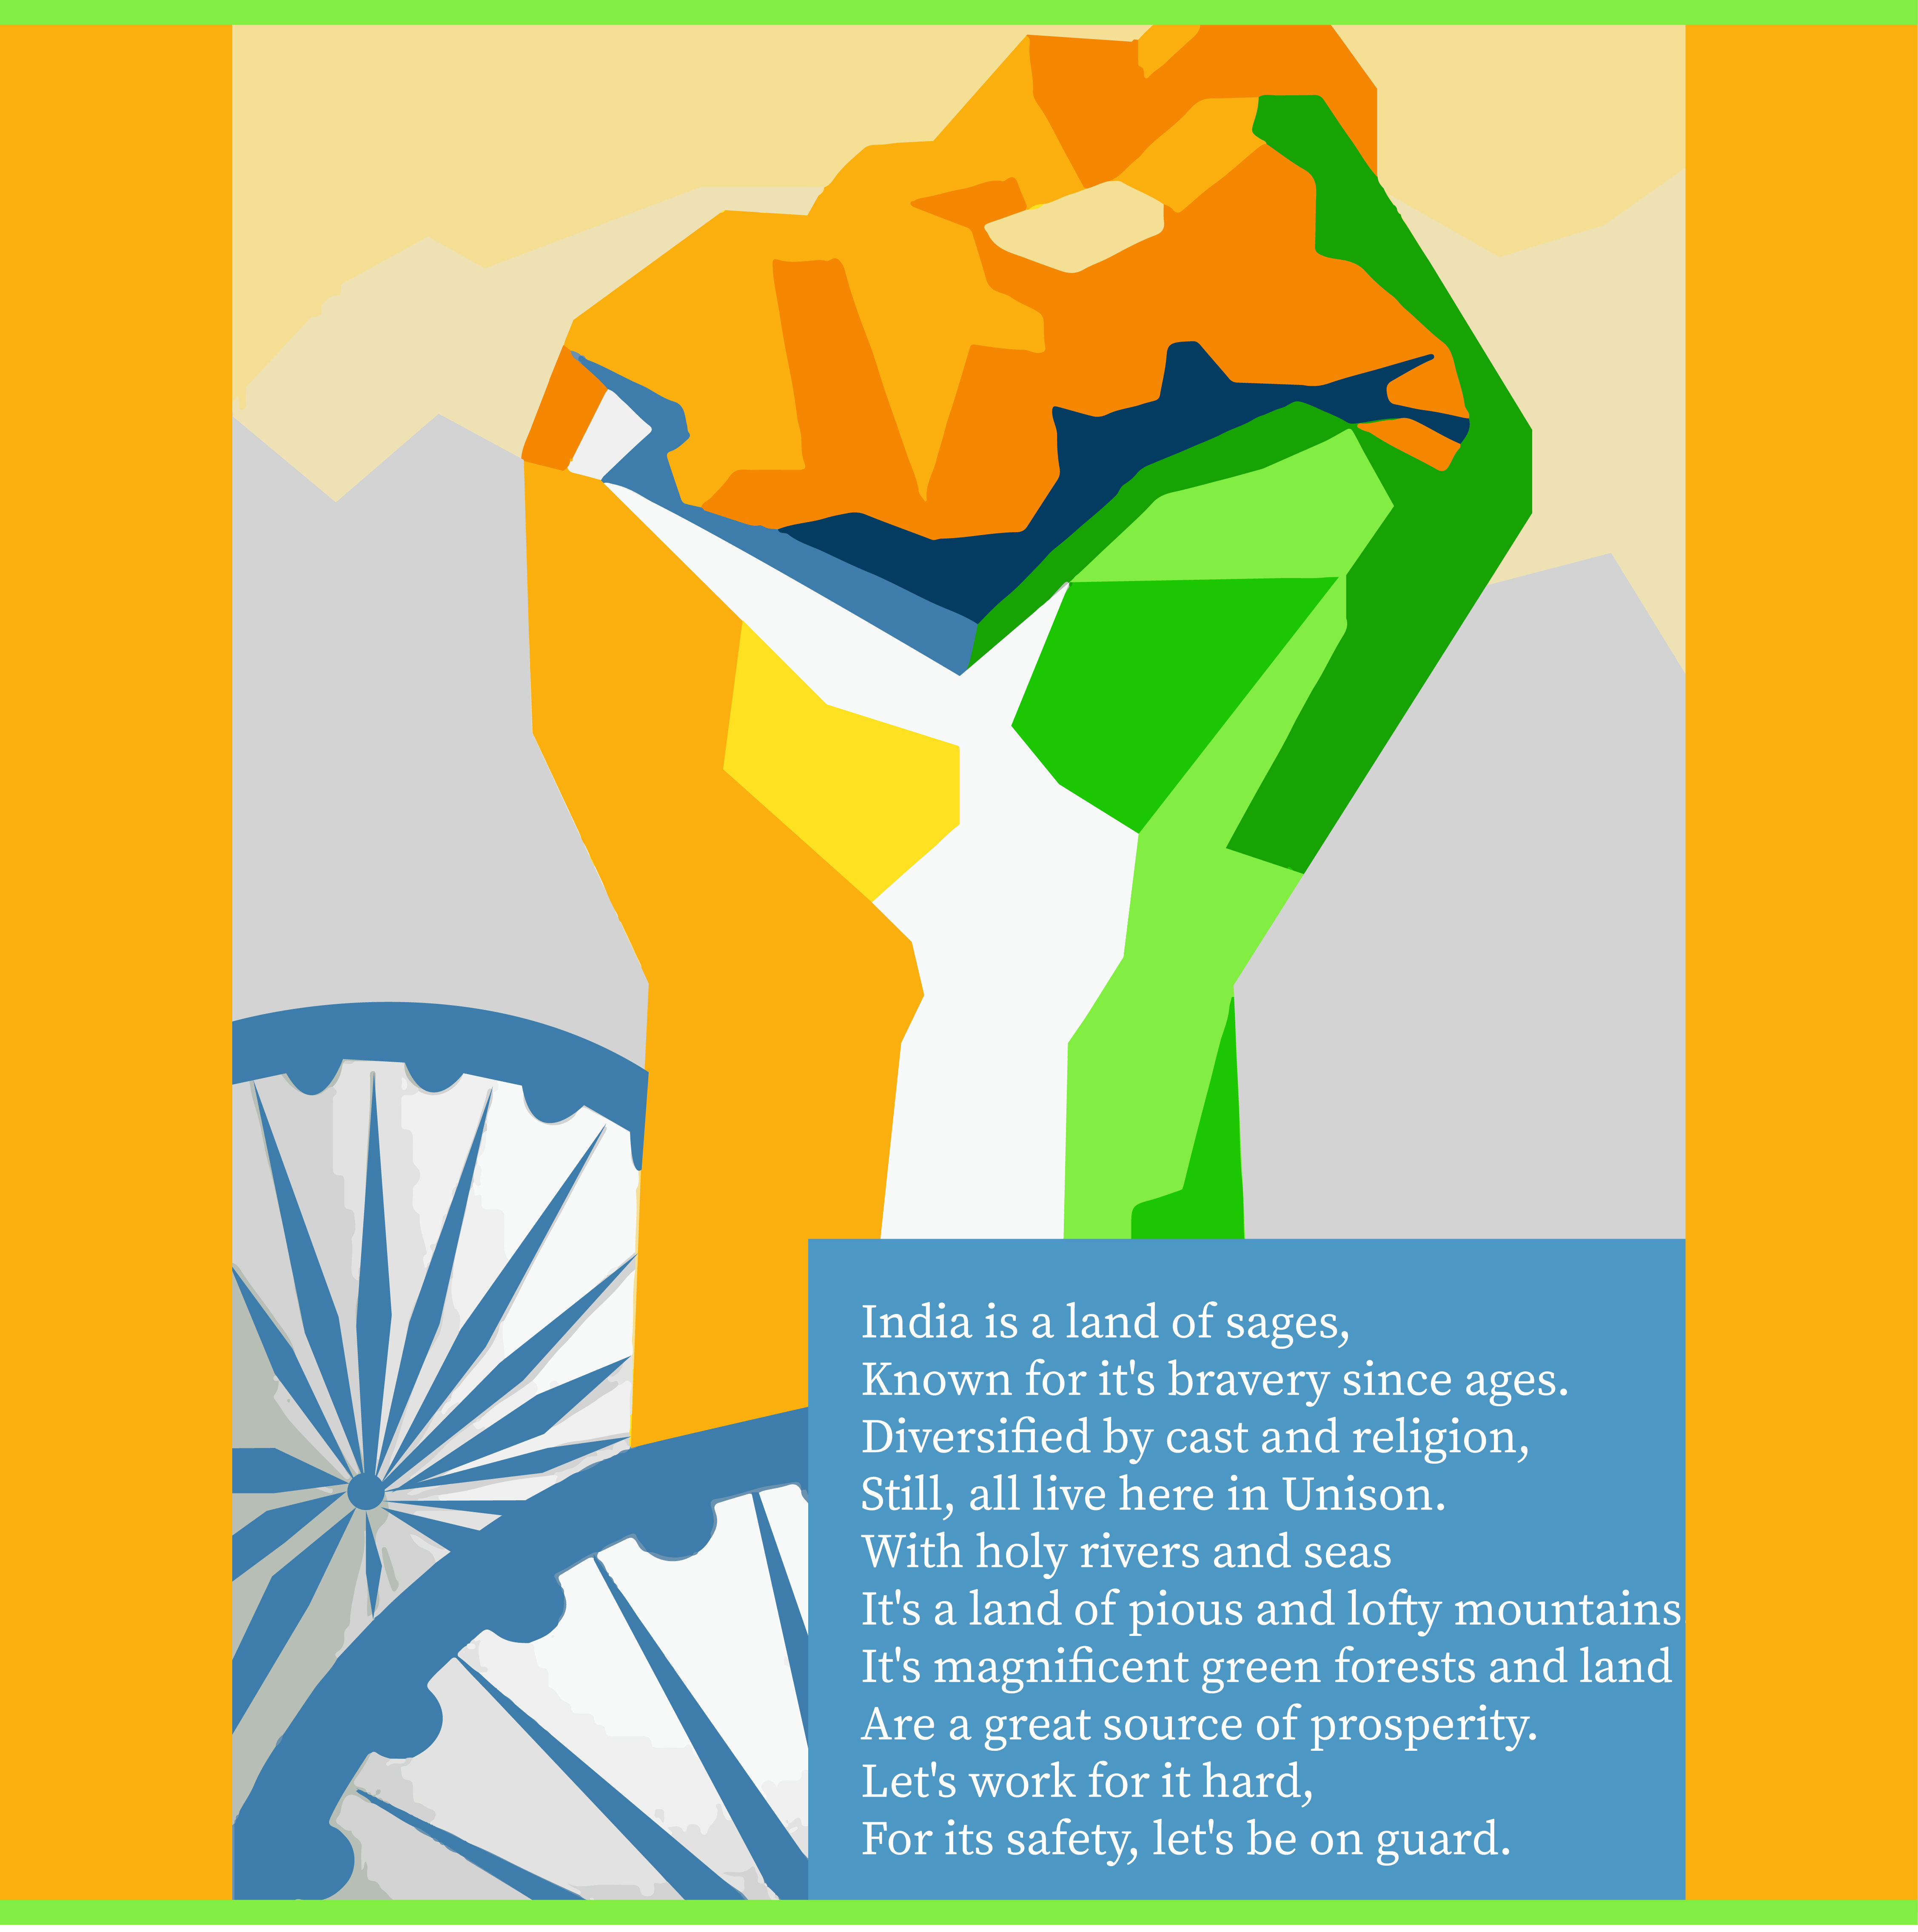 India is a land of sages,
Known for it's bravery since ages.
Diversified by cast and religion,
Still, all live here in Unison.
With holy rivers and seas
It's a land of pious and lofty mountains
It's magnificent green forests and land
Are a great source of prosperity.
Let's work for it hard,
For its safety, let's be on guard.